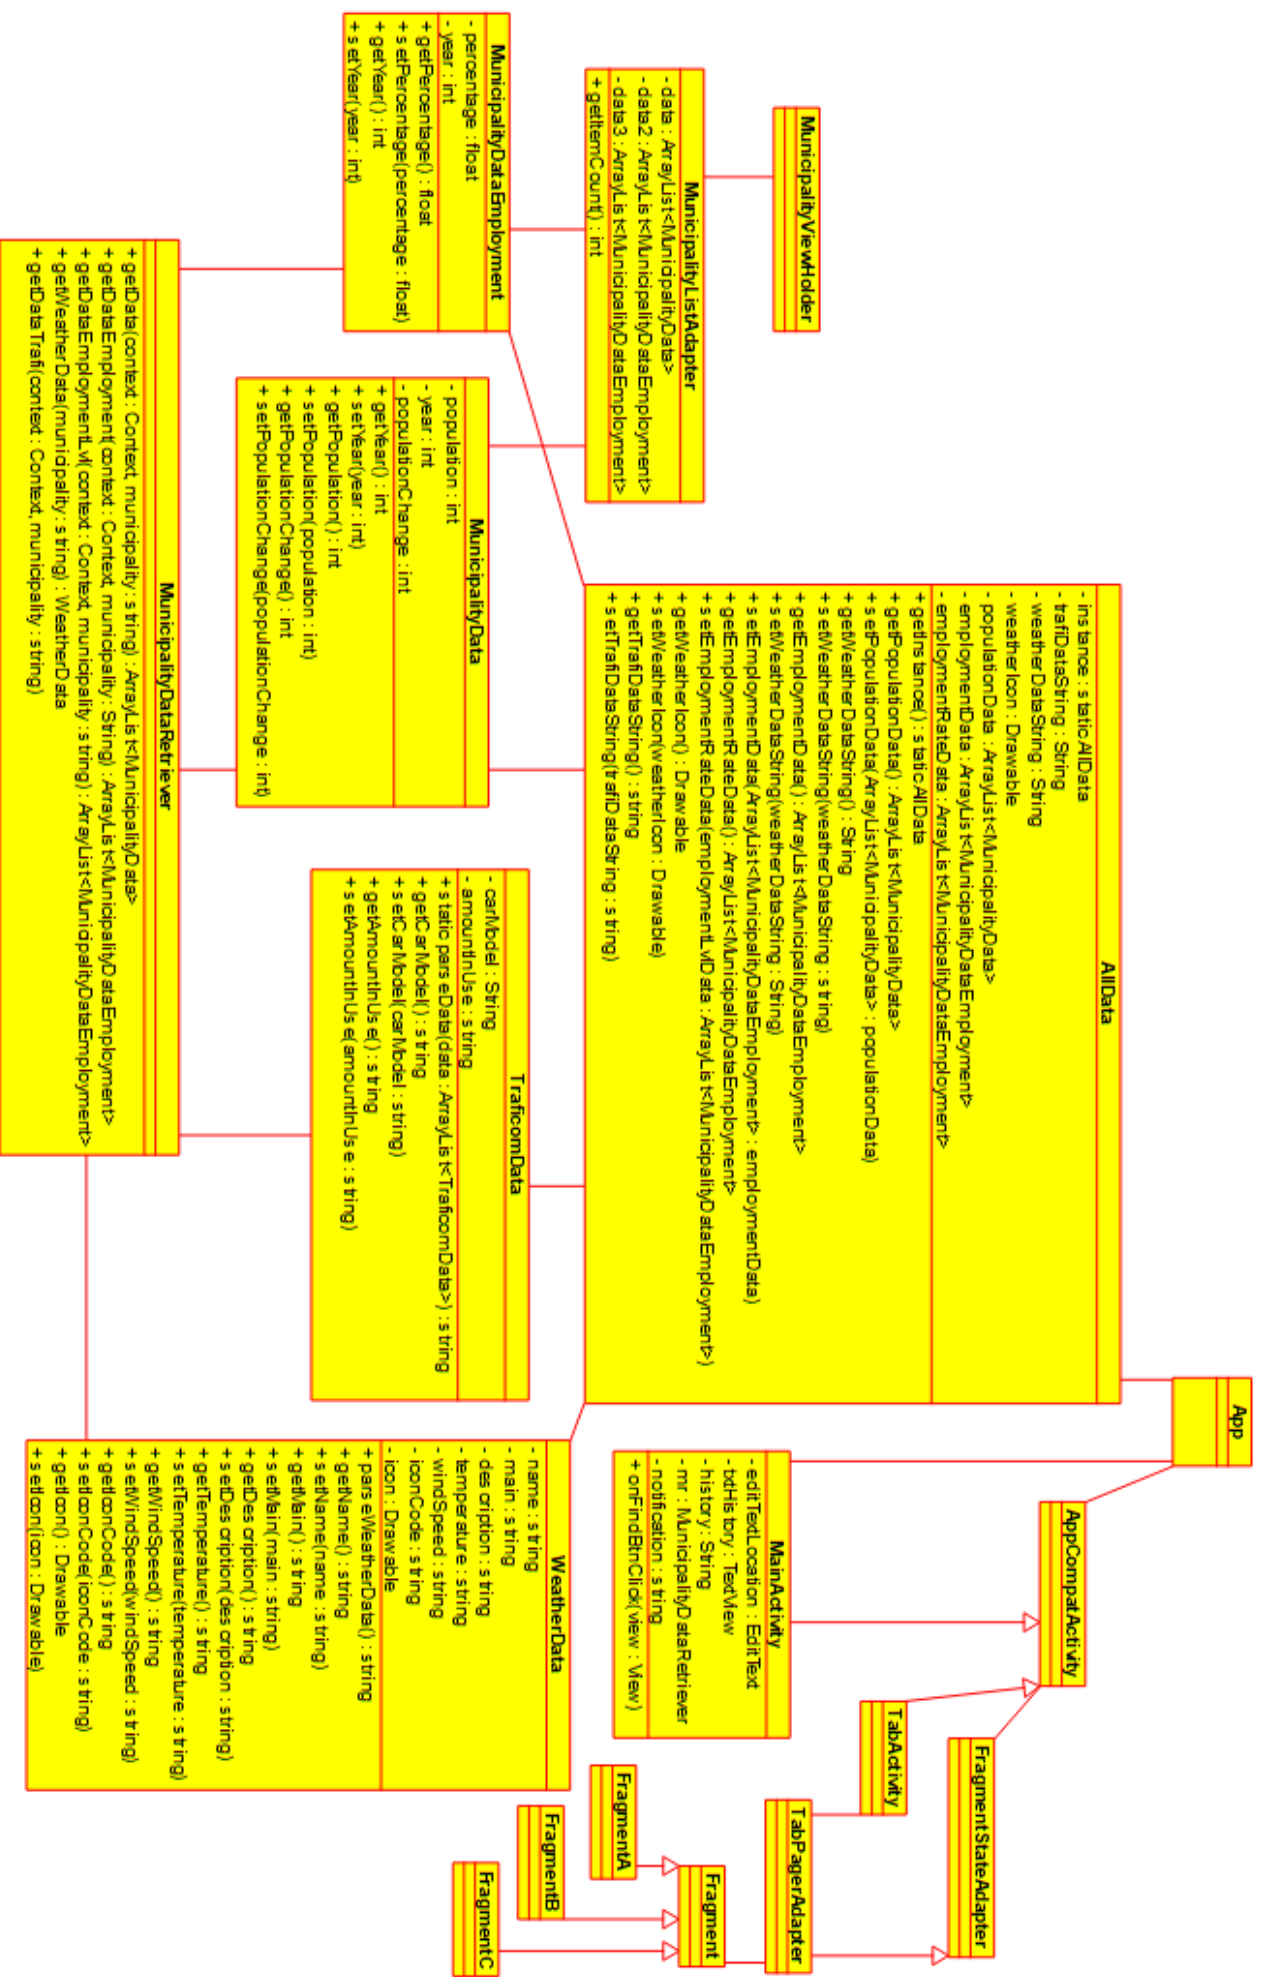 App
AppCompatActivity
FragmentStateAdapter
TabActivity
TabPagerAdapter
Fragment
FragmentA
FragmentB
FragmentC
MainActivity
- editTextLocation : EditText
- txtHistory : TextView
- history : String
- mr : MunicipalityDataRetriever
- notification : string
+ onFindBtnClick(view : View)
AllData
- instance : static AllData
- trafiDataString : String
- weatherDataString : String
- weatherIcon : Drawable
- populationData : ArrayList<MunicipalityData>
- employmentData : ArrayList<MunicipalityDataEmployment>
- employmentRateData : ArrayList<MunicipalityDataEmployment>
+ getInstance() : static AllData
+ getPopulationData() : ArrayList<MunicipalityData>
+ setPopulationData(ArrayList<MunicipalityData> : populationData)
+ getWeatherDataString() : String
+ setWeatherDataString(weatherDataString : string)
+ getEmploymentData() : ArrayList<MunicipalityDataEmployment>
+ setWeatherDataString(weatherDataString : String)
+ setEmploymentData(ArrayList<MunicipalityDataEmployment> : employmentData)
+ getEmploymentRateData() : ArrayList<MunicipalityDataEmployment>
+ setEmploymentRateData(employmentLvlData : ArrayList<MunicipalityDataEmployment>)
+ getWeatherIcon() : Drawable
+ setWeatherIcon(weatherIcon : Drawable)
+ getTrafiDataString() : string
+ setTrafiDataString(trafiDataString : string)
MunicipalityViewHolder
MunicipalityListAdapter
- data : ArrayList<MunicipalityData>
- data2 : ArrayList<MunicipalityDataEmployment>
- data3 : ArrayList<MunicipalityDataEmployment>
+ getItemCount() : int
MunicipalityDataEmployment
- percentage : float
- year : int
+ getPercentage() : float
+ setPercentage(percentage : float)
+ getYear() : int
+ setYear(year : int)
MunicipalityData
- population : int
- year : int
- populationChange : int
+ getYear() : int
+ setYear(year : int)
+ getPopulation() : int
+ setPopulation(population : int)
+ getPopulationChange() : int
+ setPopulationChange(populationChange : int)
TraficomData
- carModel : String
- amountInUse : string
+ static parseData(data : ArrayList<TraficomData>) : string
+ getCarModel() : string
+ setCarModel(carModel : string)
+ getAmountInUse() : string
+ setAmountInUse(amountInUse : string)
WeatherData
- name : string
- main : string
- description : string
- temperature : string
- windSpeed : string
- iconCode : string
- icon : Drawable
+ parseWeatherData() : string
+ getName() : string
+ setName(name : string)
+ getMain() : string
+ setMain(main : string)
+ getDescription() : string
+ setDescription(description : string)
+ getTemperature() : string
+ setTemperature(temperature : string)
+ getWindSpeed() : string
+ setWindSpeed(windSpeed : string)
+ getIconCode() : string
+ setIconCode(iconCode : string)
+ getIcon() : Drawable
+ setIcon(icon : Drawable)
MunicipalityDataRetriever
+ getData(context : Context, municipality : string) : ArrayList<MunicipalityData>
+ getDataEmployment(context : Context, municipality : String) : ArrayList<MunicipalityDataEmployment>
+ getDataEmploymentLvl(context : Context, municipality : string) : ArrayList<MunicipalityDataEmployment>
+ getWeatherData(municipality : string) : WeatherData
+ getDataTrafi(context : Context, municipality : string)